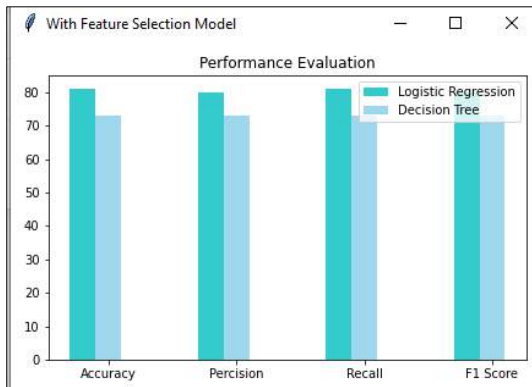 With Feature Selection Model
Performance Evaluation
Logistic Regression
Decision Tree
80
70
60
50
40
30
20
10
0
Accuracy
Percision
Recall
F1 Score